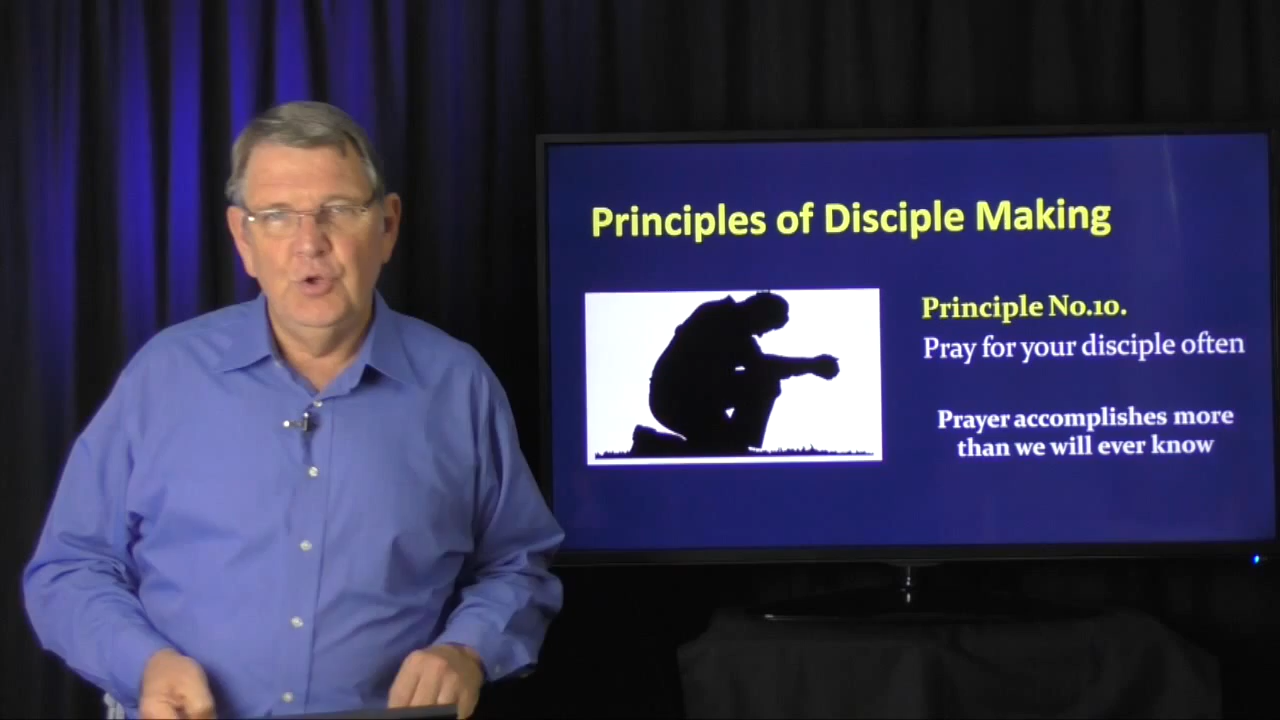 Principles of Disciple Making
Principle No.10.
Pray for your disciple often
Prayer accomplishes more
than we will ever know